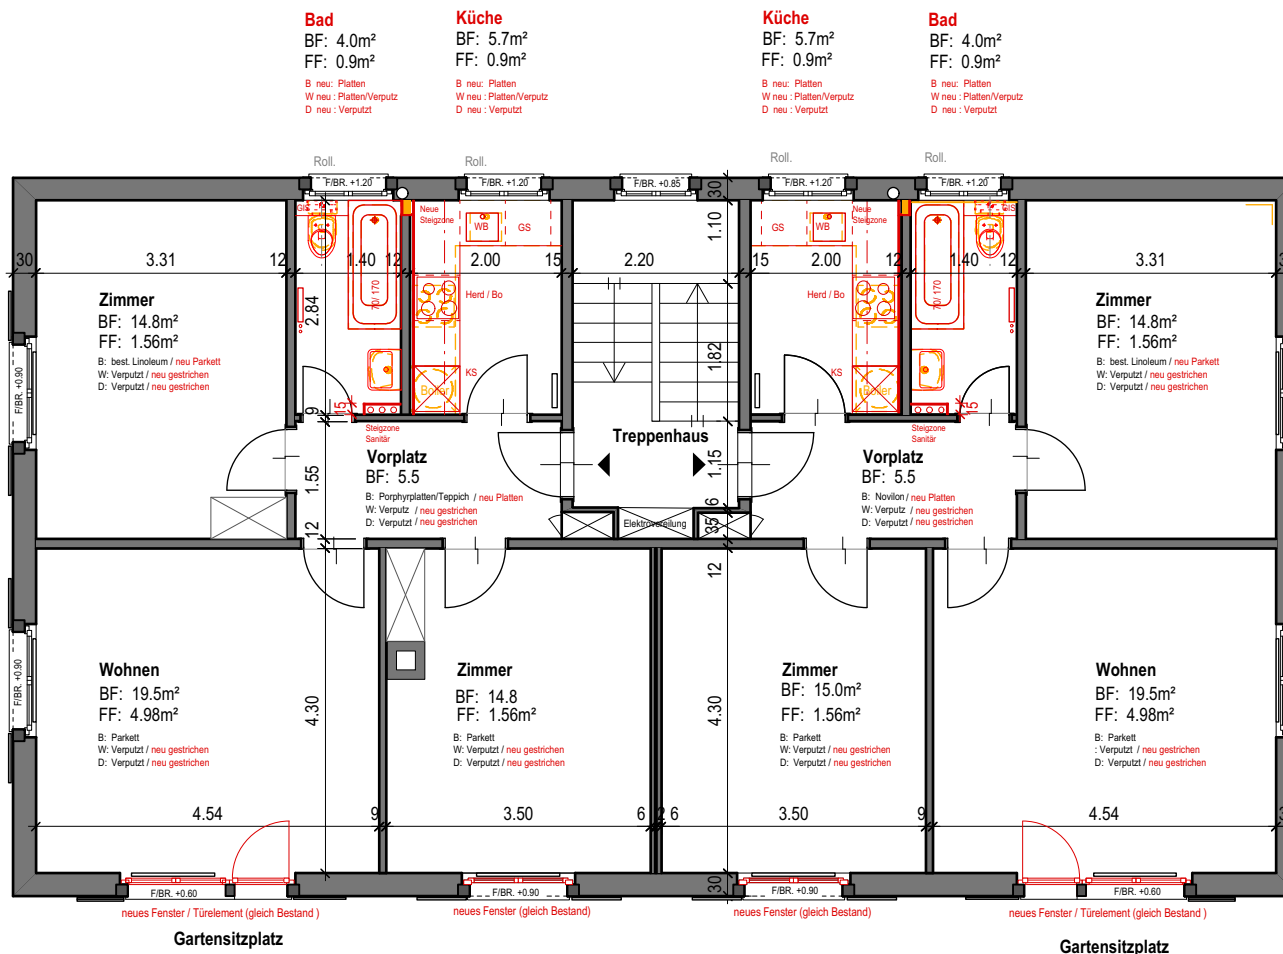 Bad
BF: 4.0m²
FF: 0.9m²
B neu: Platten
W neu : Platten/Verputz
D neu : Verputzt
Küche
BF: 5.7m²
FF: 0.9m²
B neu: Platten
W neu : Platten/Verputz
D neu : Verputzt
Küche
BF: 5.7m²
FF: 0.9m²
B neu: Platten
W neu : Platten/Verputz
D neu : Verputzt
Bad
BF: 4.0m²
FF: 0.9m²
B neu: Platten
W neu : Platten/Verputz
D neu : Verputzt
Roll.
Roll.
Roll.
Roll.
F/BR. +1.20
F/BR. +1.20
F/BR. +0.85
F/BR. +1.20
F/BR. +1.20
30
1.10
GIS
Neue
Steigzone
WB
GS
GS
WB
Neue
Steigzone
GIS
30
3.31
12
1.40
12
2.00
15
2.20
15
2.00
12
1.40
12
3.31
Zimmer
BF: 14.8m²
FF: 1.56m²
B: best. Linoleum / neu Parkett
W: Verputzt / neu gestrichen
D: Verputzt / neu gestrichen
2.84
70/ 170
Herd / Bo
KS
Boiler
1.82
Herd / Bo
KS
Boiler
70/ 170
Zimmer
BF: 14.8m²
FF: 1.56m²
B: best. Linoleum / neu Parkett
W: Verputzt / neu gestrichen
D: Verputzt / neu gestrichen
F/BR. +0.90
9
15
15
Steigzone
Sanitär
Steigzone
Sanitär
Treppenhaus
1.55
1.15
Vorplatz
BF: 5.5
B: Porphyrplatten/Teppich / neu Platten
W: Verputz / neu gestrichen
D: Verputzt / neu gestrichen
Vorplatz
BF: 5.5
B: Novilon / neu Platten
W: Verputz / neu gestrichen
D: Verputzt / neu gestrichen
6
35
12
12
Wohnen
BF: 19.5m²
FF: 4.98m²
B: Parkett
W: Verputzt / neu gestrichen
D: Verputzt / neu gestrichen
F/BR. +0.90
4.30
Zimmer
BF: 14.8
FF: 1.56m²
B: Parkett
W: Verputzt / neu gestrichen
D: Verputzt / neu gestrichen
4.30
Zimmer
BF: 15.0m²
FF: 1.56m²
B: Parkett
W: Verputzt / neu gestrichen
D: Verputzt / neu gestrichen
Wohnen
BF: 19.5m²
FF: 4.98m²
B: Parkett
: Verputzt / neu gestrichen
D: Verputzt / neu gestrichen
4.54
9
3.50
6
2
6
3.50
9
4.54
30
F/BR. +0.60
F/BR. +0.90
F/BR. +0.90
F/BR. +0.60
neues Fenster / Türelement (gleich Bestand )
neues Fenster (gleich Bestand)
neues Fenster (gleich Bestand)
neues Fenster / Türelement (gleich Bestand )
Gartensitzplatz
Gartensitzplatz